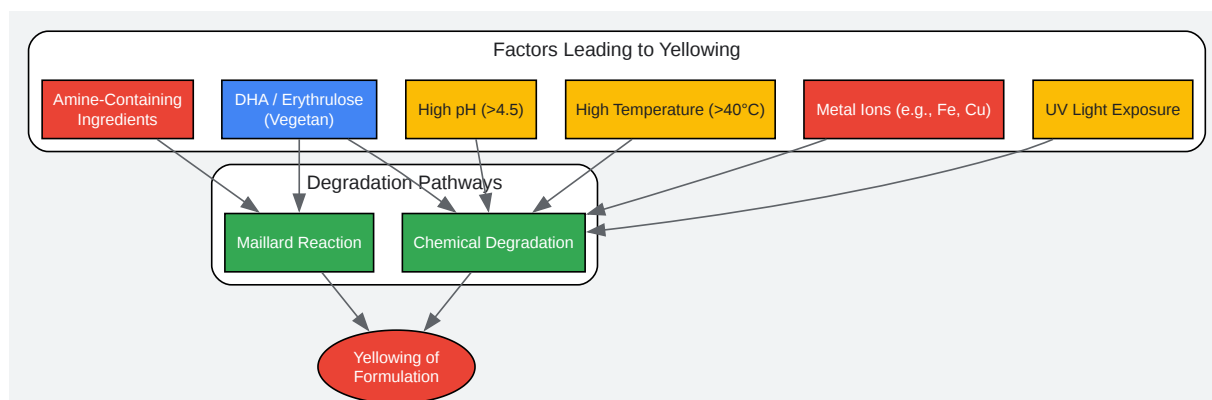 Factors Leading to Yellowing
Amine-Containing
Ingredients
DHA / Erythrulose
(Vegetan)
High pH (>4.5)
High Temperature (>40°C)
Metal Ions (e.g., Fe, Cu)
UV Light Exposure
Degradation Pathways
Maillard Reaction
Chemical Degradation
Yellowing of
Formulation